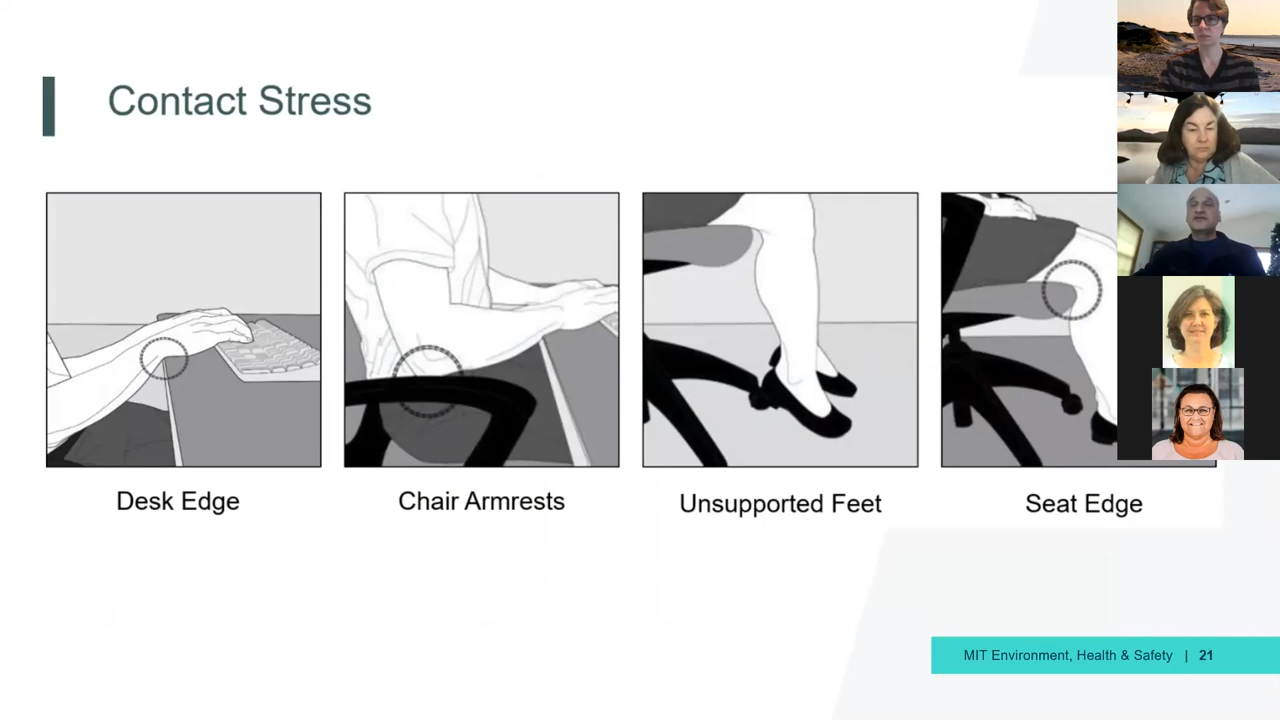 Contact Stress
Desk Edge
Chair Armrests
Unsupported Feet
Seat Edge
MIT Environment, Health & Safety | 21